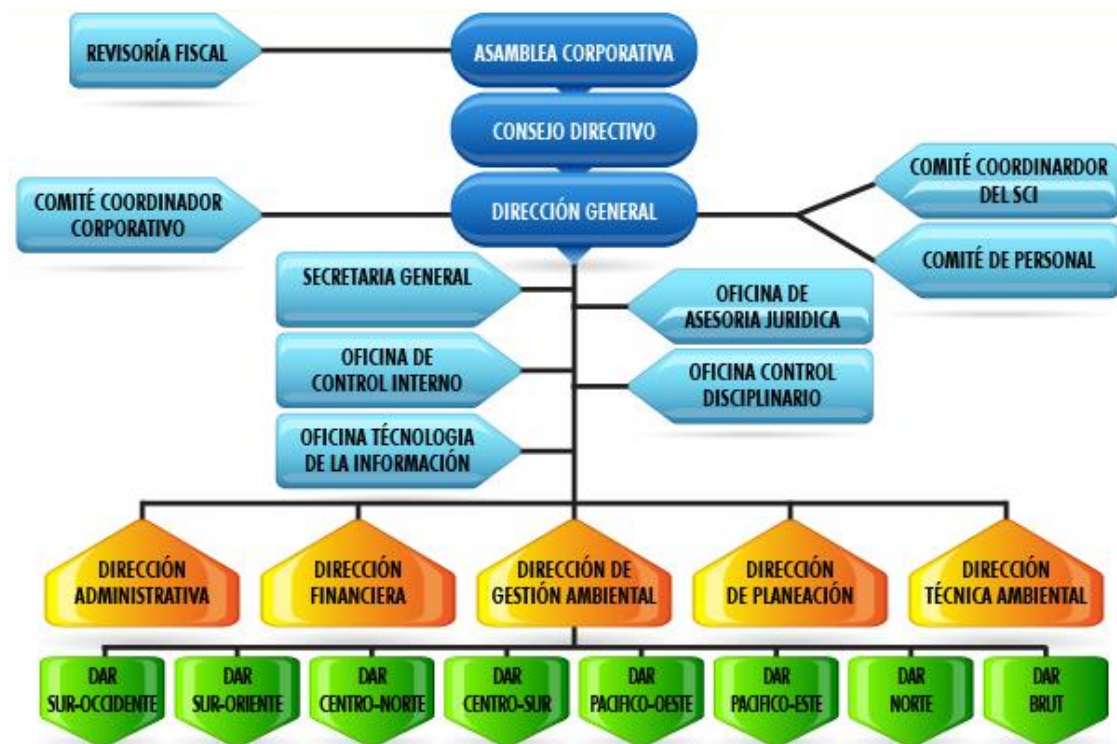 REVISORÍA FISCAL
ASAMBLEA CORPORATIVA
CONSEJO DIRECTIVO
COMITÉ COORDINADOR
CORPORATIVO
DIRECCIÓN GENERAL
COMITÉ COORDINARDOR
DEL SCI
COMITÉ DE PERSONAL
SECRETARIA GENERAL
OFICINA DE
ASESORIA JURIDICA
OFICINA DE
CONTROL INTERNO
OFICINA CONTROL
DISCIPLINARIO
OFICINA TÉCNOLOGIA
DE LA INFORMACIÓN
DIRECCIÓN
ADMINISTRATIVA
DIRECCIÓN
FINANCIERA
DIRECCIÓN DE
GESTIÓN AMBIENTAL
DIRECCIÓN
DE PLANEACIÓN
DIRECCIÓN
TÉCNICA AMBIENTAL
DAR
SUR-OCCIDENTE
DAR
SUR-ORIENTE
DAR
CENTRO-NORTE
DAR
CENTRO-SUR
DAR
PACIFICO-OESTE
DAR
PACIFICO-ESTE
DAR
NORTE
DAR
BRUT